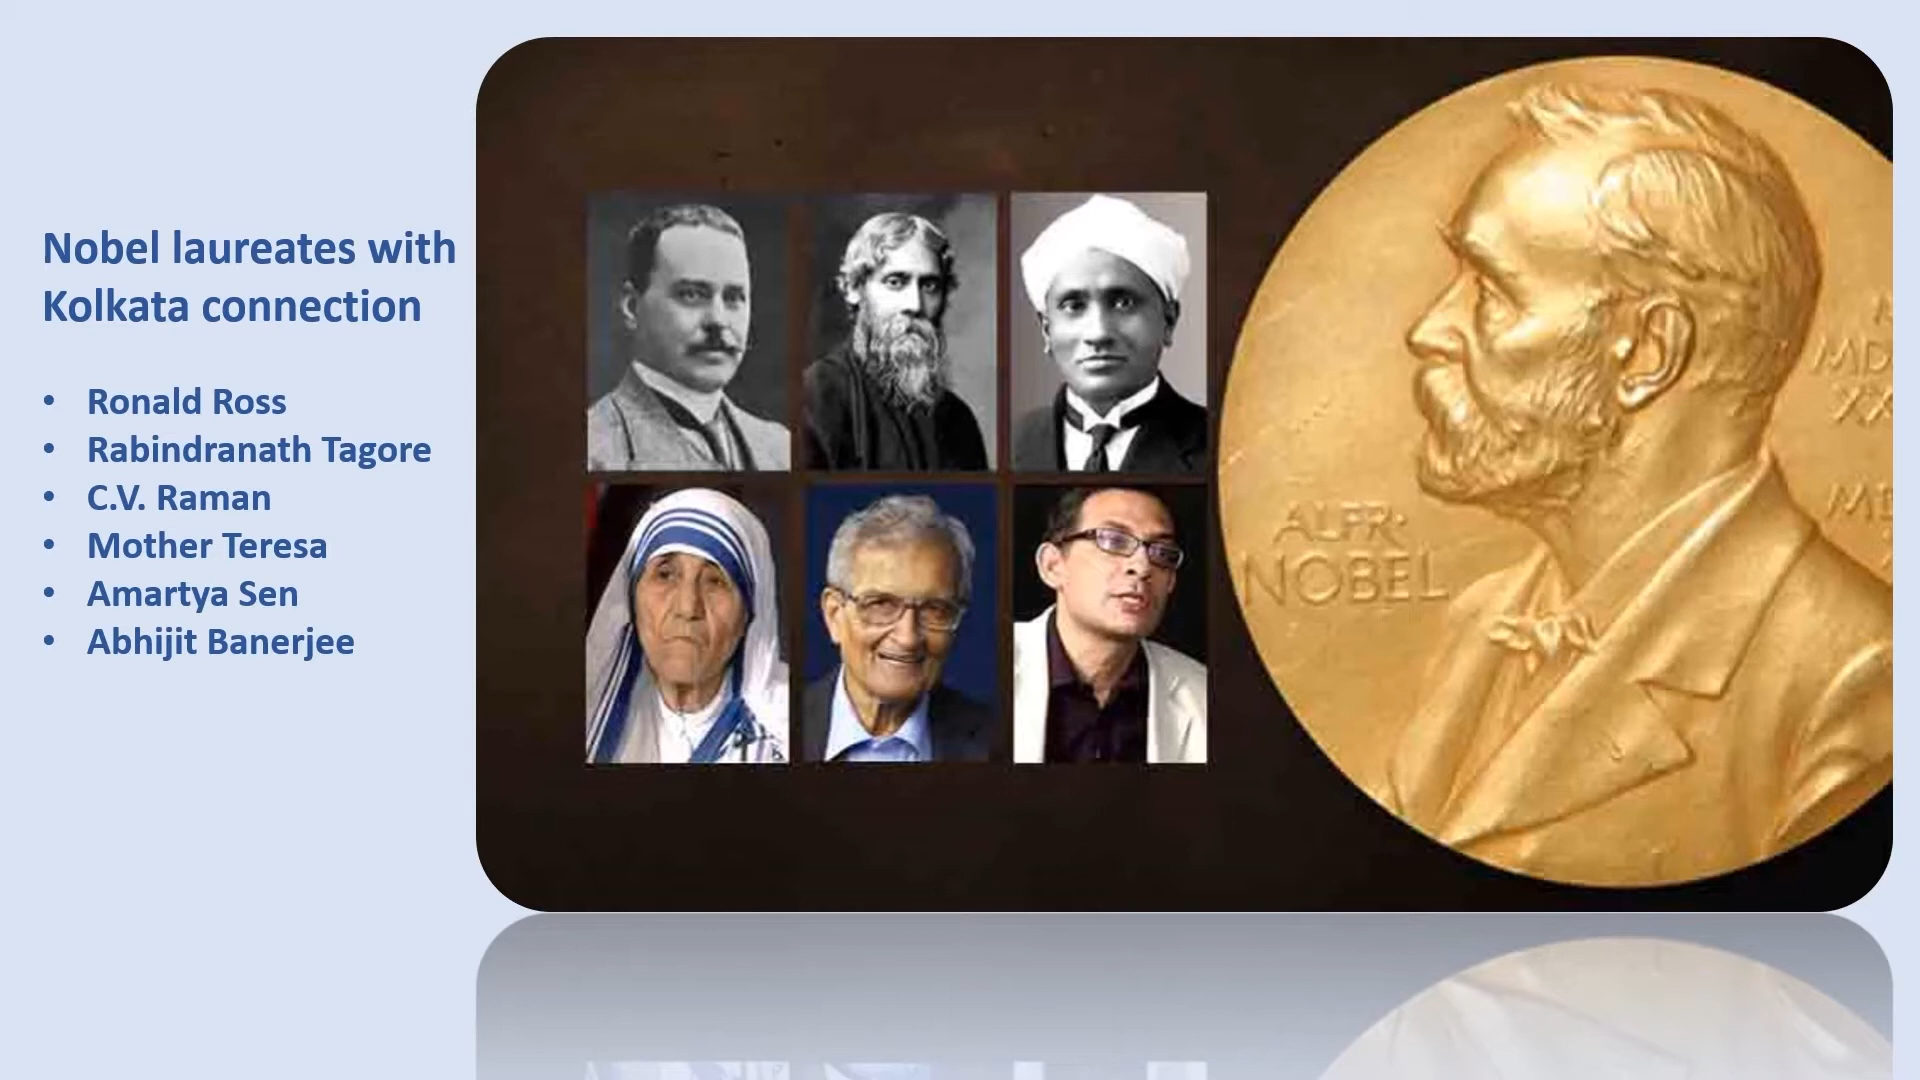 Nobel laureates with
Kolkata connection
• Ronald Ross
• Rabindranath Tagore
• C.V. Raman
• Mother Teresa
• Amartya Sen
• Abhijit Banerjee
ALFR·
NOBEL